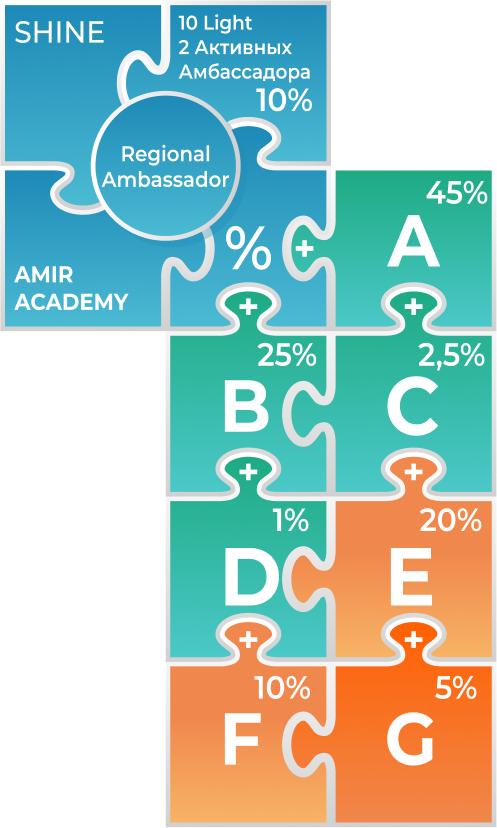 SHINE
10 Light
2 Активных
Амбассадора
10%
Regional
Ambassador
AMIR
ACADEMY
%
+
45%
A
+
+
25%
B
2,5%
C
+
+
1%
D
20%
E
+
+
10%
F
5%
G